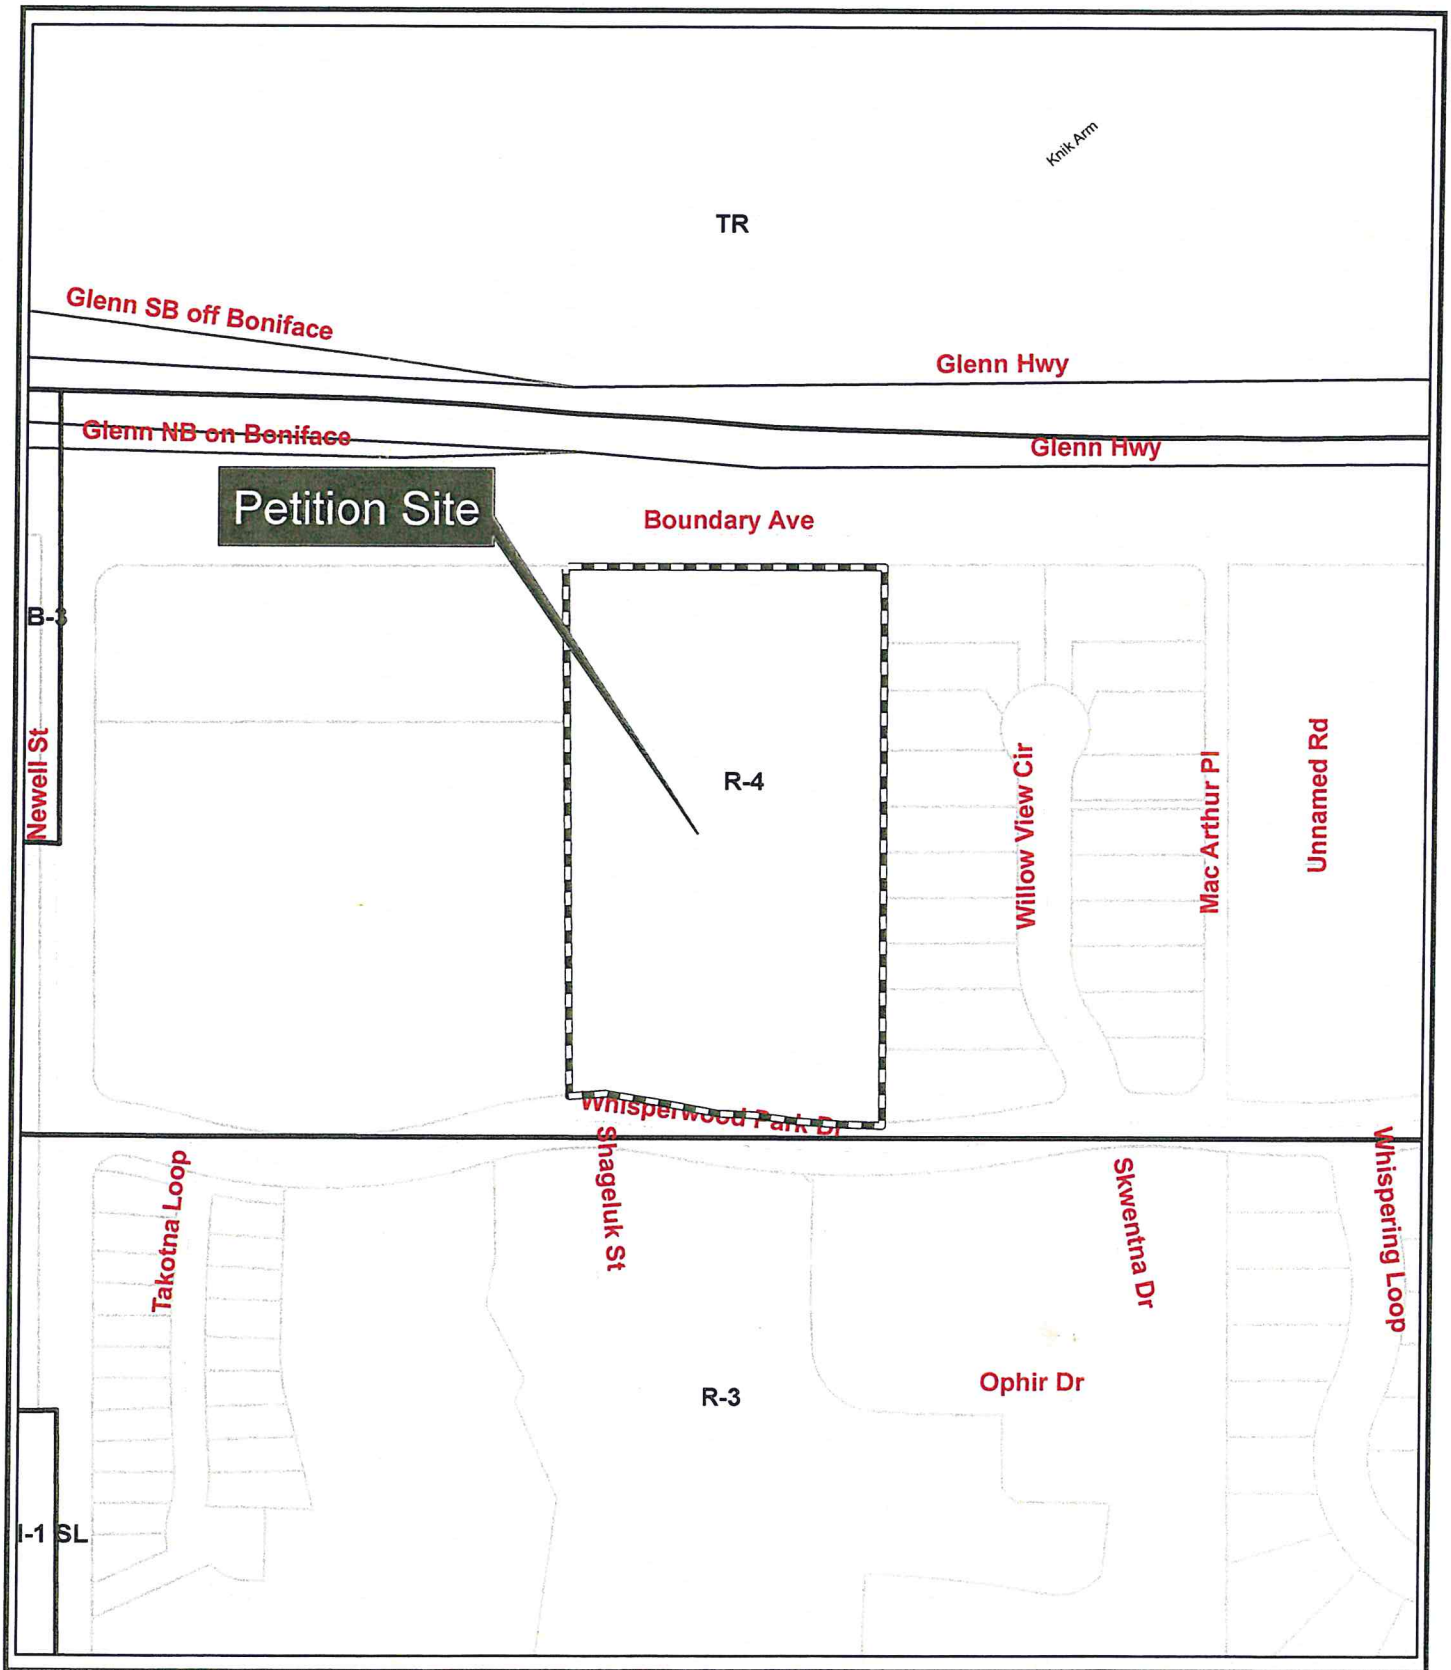 Knik Arm
TR
Glenn SB off Boniface
Glenn Hwy
Glenn NB on Boniface
Glenn Hwy
Petition Site
Boundary Ave
B-3
R-4
Newell St
Willow View Cir
Mac Arthur Pl
Unnamed Rd
Whisperwood Park Dr
Shageluk St
Takotna Loop
Skwentna Dr
Whispering Loop
Ophir Dr
R-3
I-1 SL